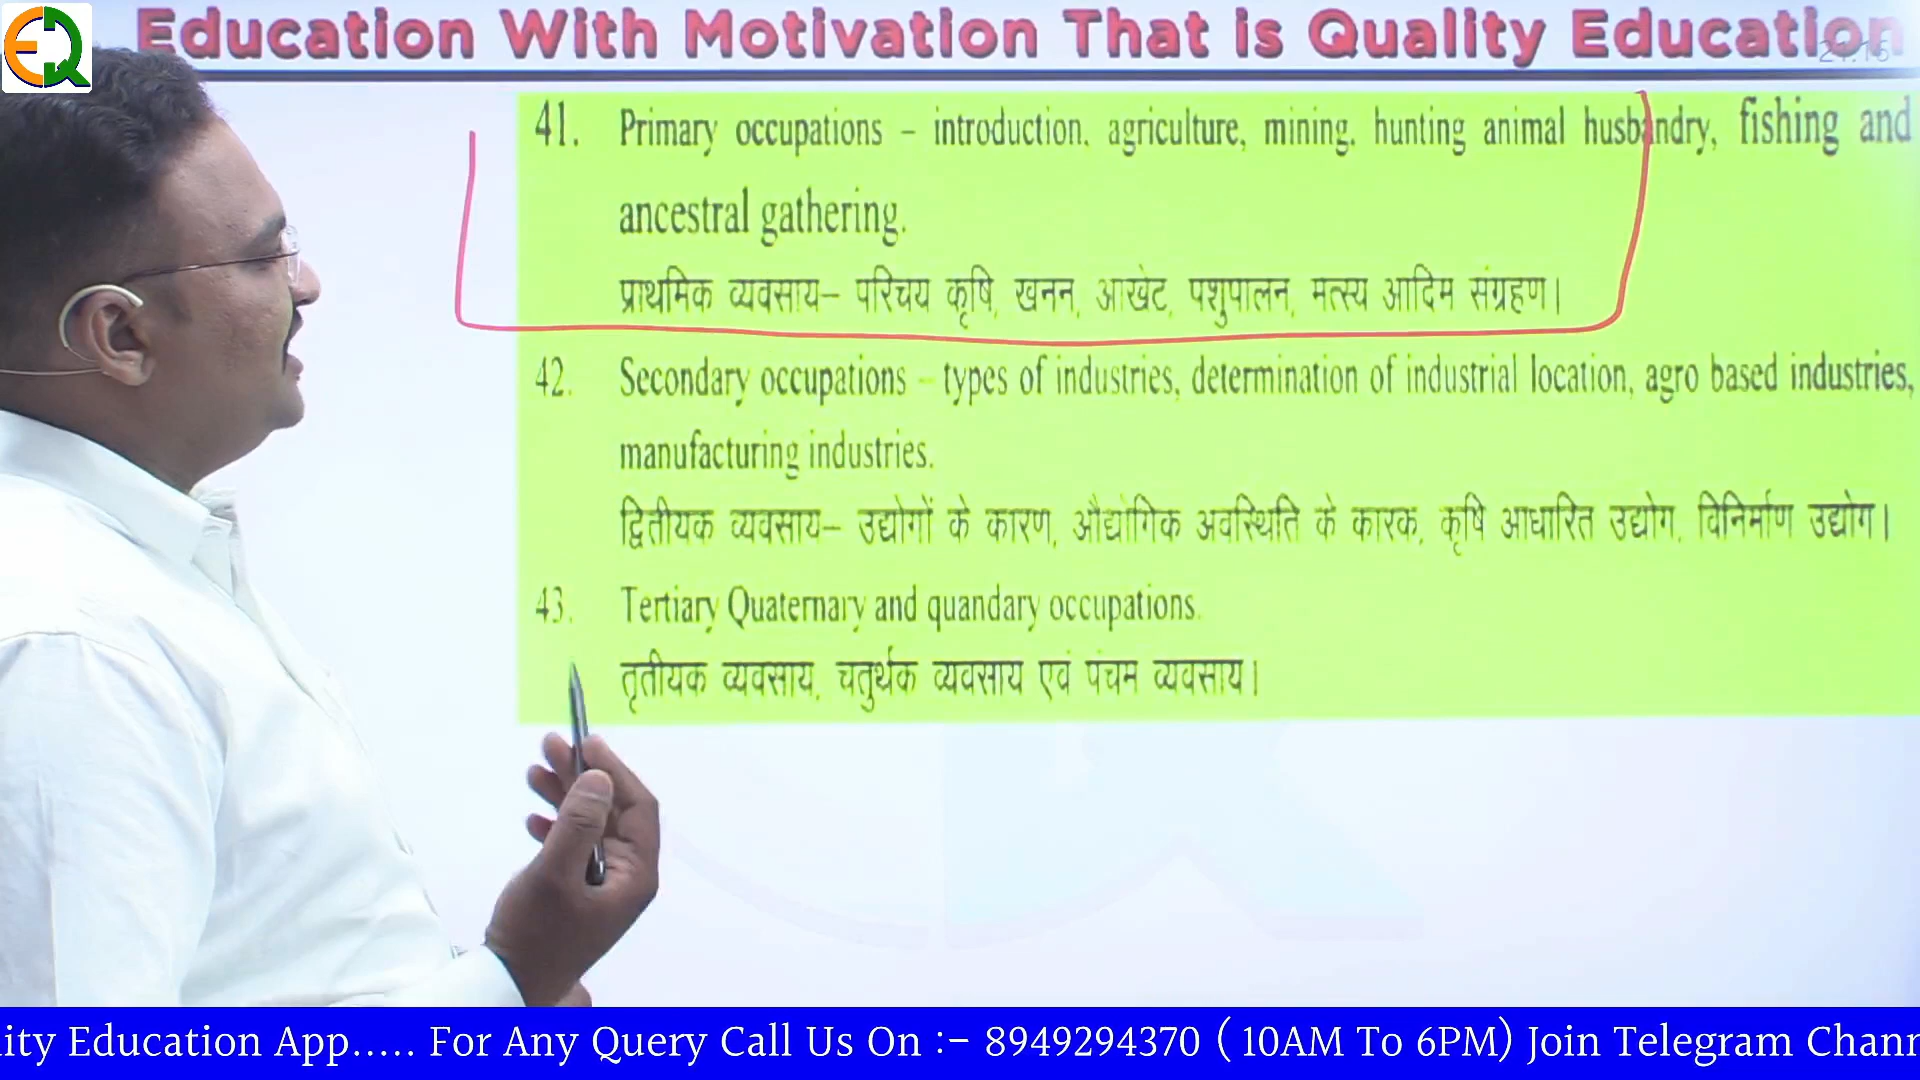 EQ
Education With Motivation That is Quality Education
21:16
41. Primary occupations – introduction. agriculture, mining. hunting animal husbandry, fishing and
ancestral gathering.
प्राथमिक व्यवसाय– परिचय कृषि, खनन, आखेट, पशुपालन, मत्स्य आदिम संग्रहण।
42. Secondary occupations – types of industries, determination of industrial location, agro based industries,
manufacturing industries.
द्वितीयक व्यवसाय– उद्योगों के कारण, औद्योगिक अवस्थिति के कारक, कृषि आधारित उद्योग, विनिर्माण उद्योग।
43. Tertiary Quaternary and quandary occupations.
तृतीयक व्यवसाय, चतुर्थक व्यवसाय एवं पंचम व्यवसाय।
lity Education App..... For Any Query Call Us On :- 8949294370 ( 10AM To 6PM) Join Telegram Chann